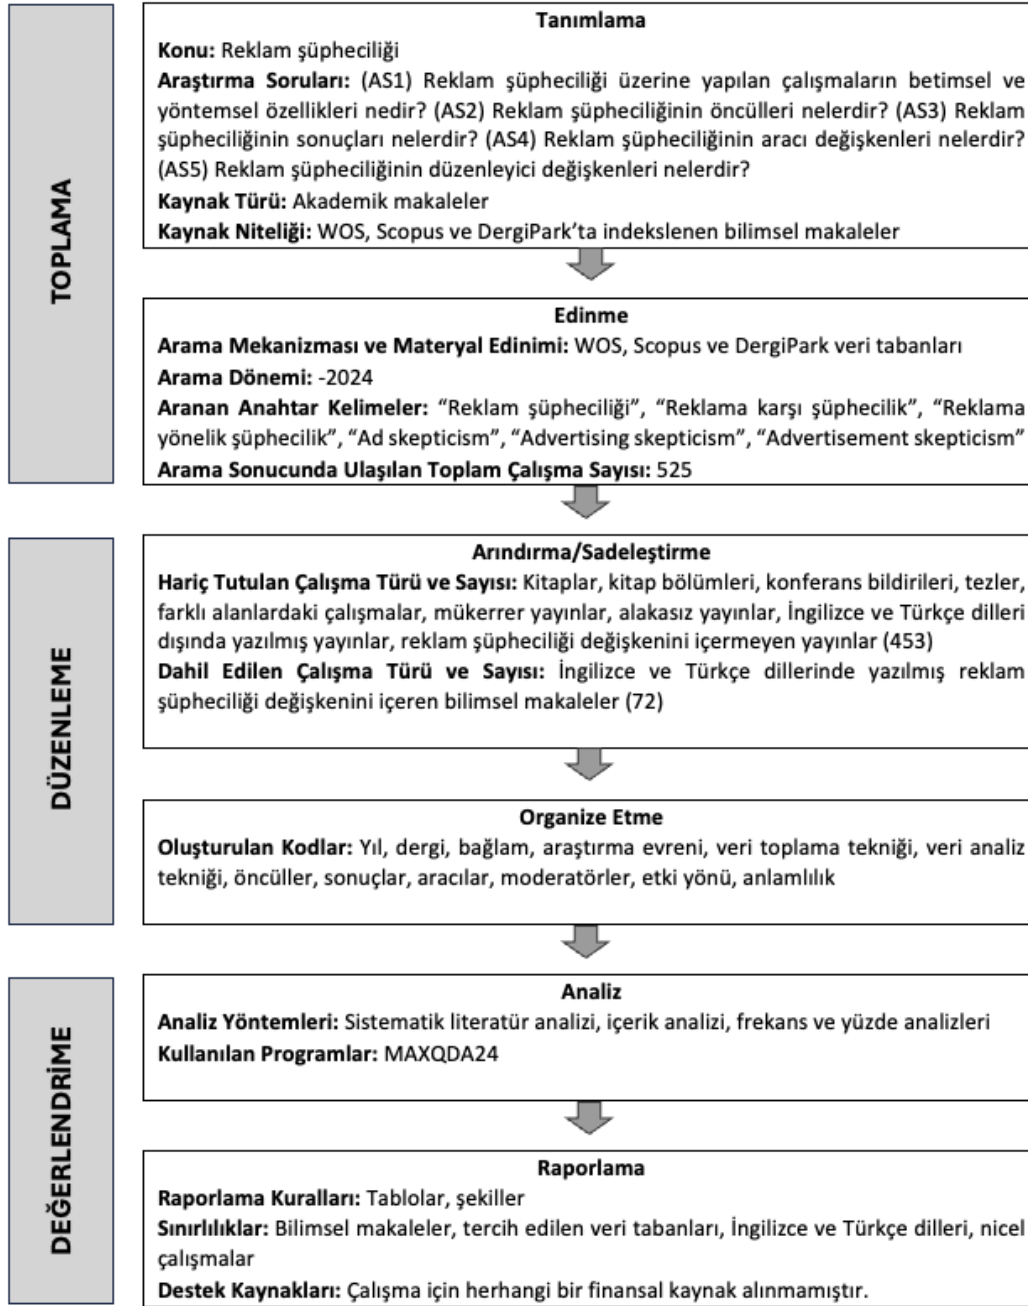 TOPLAMA
Tanımlama
Konu: Reklam şüpheciliği
Araştırma Soruları: (AS1) Reklam şüpheciliği üzerine yapılan çalışmaların betimsel ve
yöntemsel özellikleri nedir? (AS2) Reklam şüpheciliğinin öncülleri nelerdir? (AS3) Reklam
şüpheciliğinin sonuçları nelerdir? (AS4) Reklam şüpheciliğinin aracı değişkenleri nelerdir?
(AS5) Reklam şüpheciliğinin düzenleyici değişkenleri nelerdir?
Kaynak Türü: Akademik makaleler
Kaynak Niteliği: WOS, Scopus ve DergiPark’ta indekslenen bilimsel makaleler
Edinme
Arama Mekanizması ve Materyal Edinimi: WOS, Scopus ve DergiPark veri tabanları
Arama Dönemi: -2024
Aranan Anahtar Kelimeler: “Reklam şüpheciliği”, “Reklama karşı şüphecilik”, “Reklama
yönelik şüphecilik”, “Ad skepticism”, “Advertising skepticism”, “Advertisement skepticism”
Arama Sonucunda Ulaşılan Toplam Çalışma Sayısı: 525
DÜZENLEME
Arındırma/Sadeleştirme
Hariç Tutulan Çalışma Türü ve Sayısı: Kitaplar, kitap bölümleri, konferans bildirileri, tezler,
farklı alanlardaki çalışmalar, mükerrer yayınlar, alakasız yayınlar, İngilizce ve Türkçe dilleri
dışında yazılmış yayınlar, reklam şüpheciliği değişkenini içermeyen yayınlar (453)
Dahil Edilen Çalışma Türü ve Sayısı: İngilizce ve Türkçe dillerinde yazılmış reklam
şüpheciliği değişkenini içeren bilimsel makaleler (72)
Organize Etme
Oluşturulan Kodlar: Yıl, dergi, bağlam, araştırma evreni, veri toplama tekniği, veri analiz
tekniği, öncüller, sonuçlar, aracılar, moderatörler, etki yönü, anlamlılık
DEĞERLENDRİME
Analiz
Analiz Yöntemleri: Sistematik literatür analizi, içerik analizi, frekans ve yüzde analizleri
Kullanılan Programlar: MAXQDA24
Raporlama
Raporlama Kuralları: Tablolar, şekiller
Sınırlılıklar: Bilimsel makaleler, tercih edilen veri tabanları, İngilizce ve Türkçe dilleri, nicel
çalışmalar
Destek Kaynakları: Çalışma için herhangi bir finansal kaynak alınmamıştır.